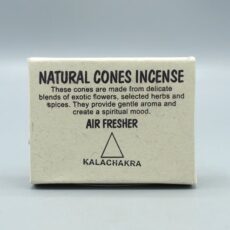 NATURAL CONES INCENSE
These cones are made from delicate
blends of exotic flowers, selected herbs and
spices. They provide gentle aroma and
create a spiritual mood.
AIR FRESHER
KALACHAKRA